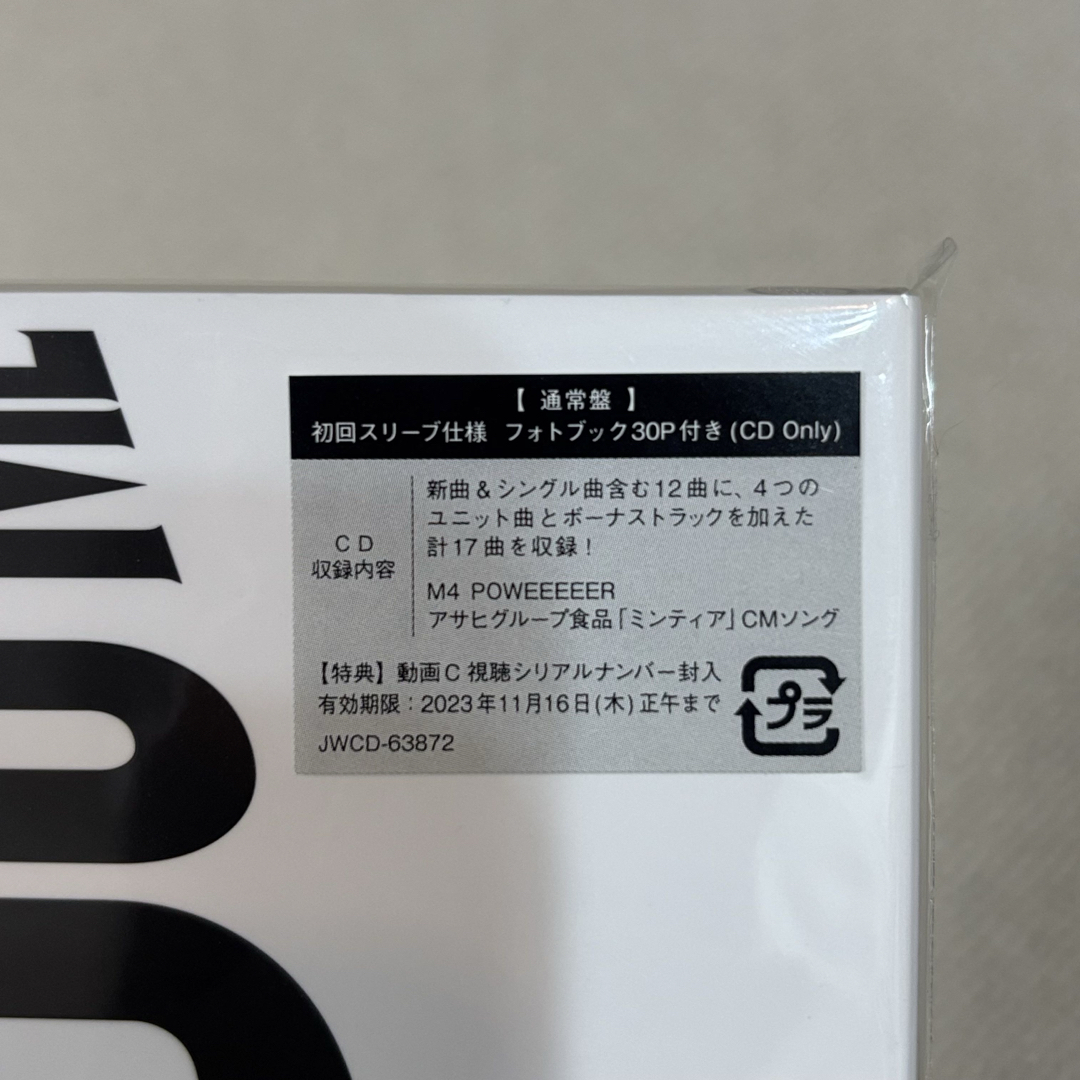 【 通常盤 】
初回スリーブ仕様 フォトブック30P付き(CD Only)
CD
収録内容
新曲&シングル曲含む12曲に、4つの
ユニット曲とボーナストラックを加えた
計17曲を収録!
M4 POWEEEEEER
アサヒグループ食品「ミンティア」CMソング
【特典】動画C 視聴シリアルナンバー封入
有効期限:2023年11月16日(木)正午まで
JWCD-63872
プラ